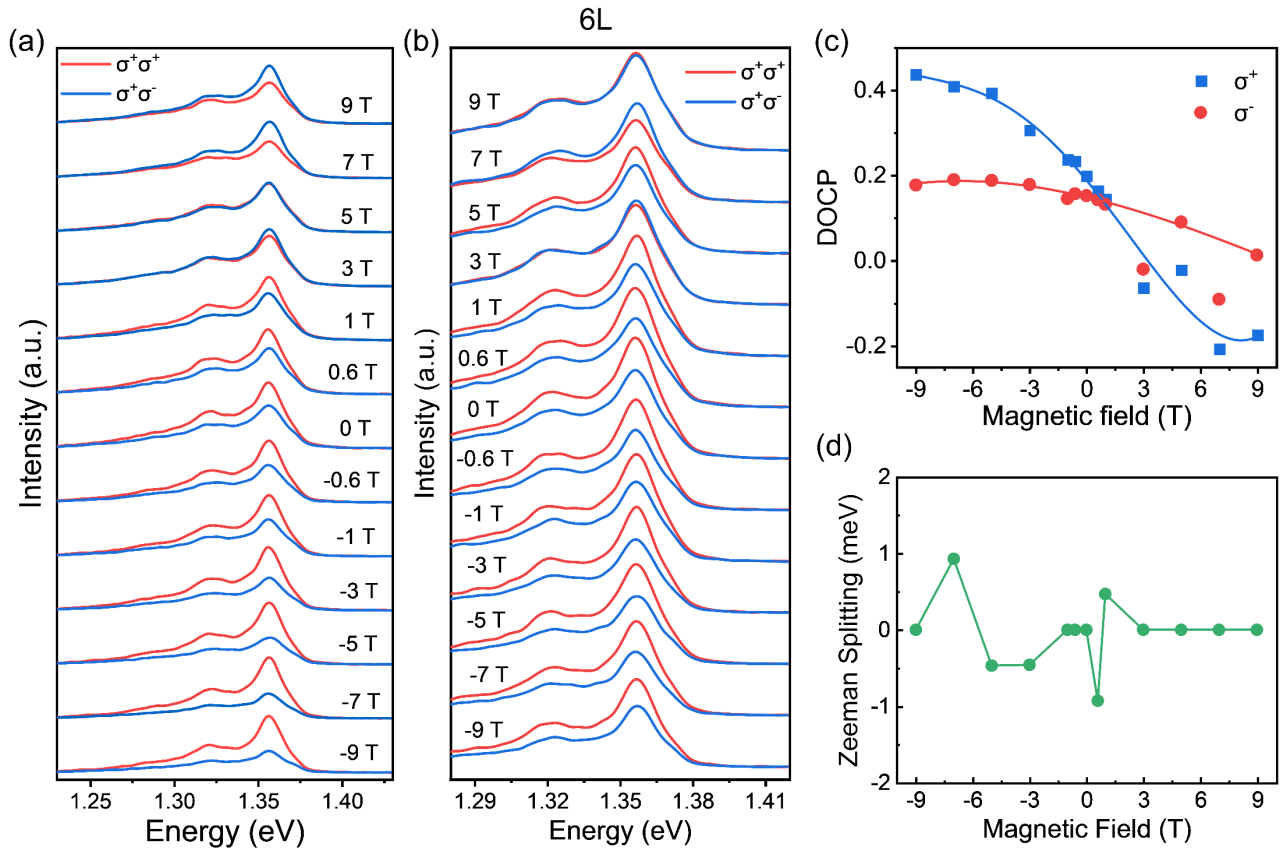 6L
(a)
σ⁺σ⁺
σ⁺σ⁻
9 T
7 T
5 T
3 T
1 T
0.6 T
0 T
-0.6 T
-1 T
-3 T
-5 T
-7 T
-9 T
Intensity (a.u.)
1.25 1.30 1.35 1.40
Energy (eV)
(b)
σ⁺σ⁺
σ⁺σ⁻
9 T
7 T
5 T
3 T
1 T
0.6 T
0 T
-0.6 T
-1 T
-3 T
-5 T
-7 T
-9 T
Intensity (a.u.)
1.29 1.32 1.35 1.38 1.41
Energy (eV)
(c)
σ⁺
σ⁻
0.4
0.2
0.0
-0.2
DOCP
-9 -6 -3 0 3 6 9
Magnetic field (T)
(d)
2
1
0
-1
-2
Zeeman Splitting (meV)
-9 -6 -3 0 3 6 9
Magnetic Field (T)